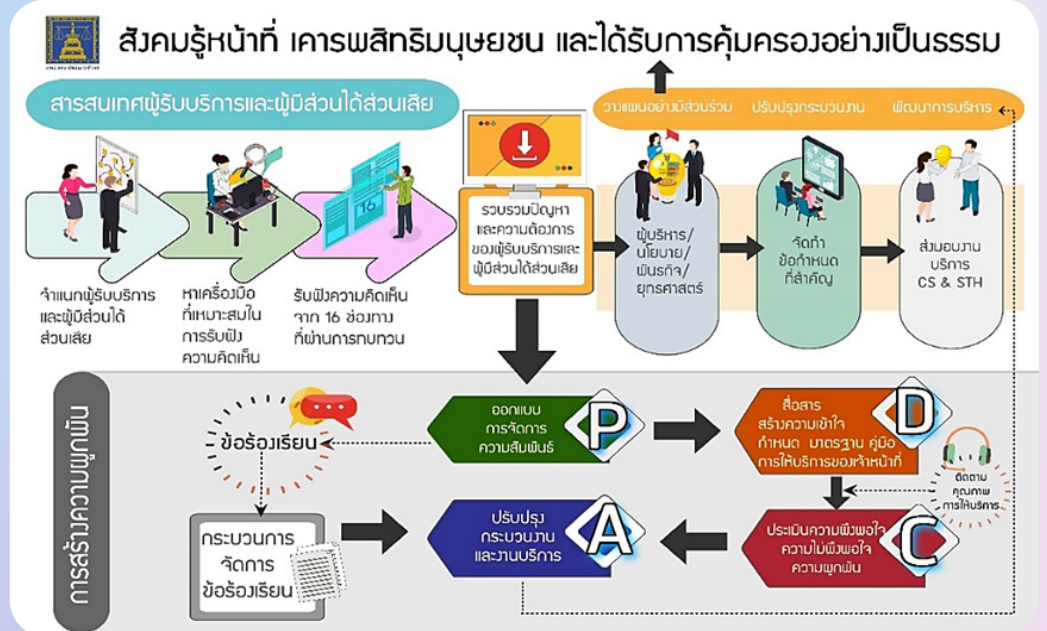 สังคมรู้หน้าที่ เคารพสิทธิมนุษยชน และได้รับการคุ้มครองอย่างเป็นธรรม
สารสนเทศผู้รับบริการและผู้มีส่วนได้ส่วนเสีย
จำแนกผู้รับบริการ
และผู้มีส่วนได้
ส่วนเสีย
หาเครื่องมือ
ที่เหมาะสมใน
การรับฟัง
ความคิดเห็น
16
รับฟังความคิดเห็น
จาก 16 ช่องทาง
ที่ผ่านการทบทวน
รวบรวมปัญหา
และความต้องการ
ของผู้รับบริการและ
ผู้มีส่วนได้ส่วนเสีย
วางแผนอย่างมีส่วนร่วม ปรับปรุงกระบวนงาน พัฒนาการบริหาร
ผู้บริหาร/
นโยบาย/
พันธกิจ/
ยุทธศาสตร์
จัดทำ
ข้อกำหนด
ที่สำคัญ
ส่งมอบงาน
บริการ
CS & STH
การสร้างความผูกพัน
ข้อร้องเรียน
กระบวนการ
จัดการ
ข้อร้องเรียน
ออกแบบ
การจัดการ
ความสัมพันธ์
P
สื่อสาร
สร้างความเข้าใจ
กำหนด มาตรฐาน คู่มือ
การให้บริการของเจ้าหน้าที่
D
ติดตาม
คุณภาพ
การให้บริการ
ประเมินความพึงพอใจ
ความไม่พึงพอใจ
ความผูกพัน
C
ปรับปรุง
กระบวนงาน
และงานบริการ
A